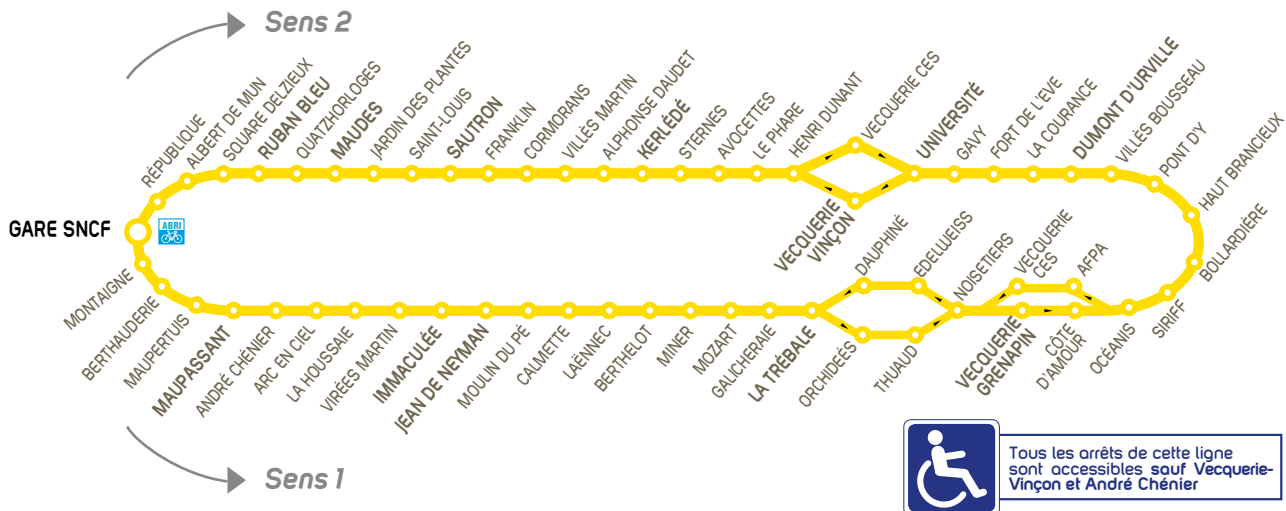 Sens 2
GARE SNCF
ABRI
RÉPUBLIQUE
ALBERT DE MUN
SQUARE DELZIEUX
RUBAN BLEU
QUATZHORLOGES
MAUDES
JARDIN DES PLANTES
SAINT-LOUIS
SAUTRON
FRANKLIN
CORMORANS
VILLÈS MARTIN
ALPHONSE DAUDET
KERLÉDÉ
STERNES
AVOCETTES
LE PHARE
HENRI DUNANT
VECQUERIE CES
VECQUERIE
VINÇON
UNIVERSITÉ
GAVY
FORT DE L'EVE
LA COURANCE
DUMONT D'URVILLE
VILLÈS BOUSSEAU
PONT D'Y
HAUT BRANCIEUX
BOLLARDIÈRE
SIRIFF
OCÉANIS
AFPA
VECQUERIE
CES
CÔTE
D'AMOUR
VECQUERIE
GRENAPIN
NOISETIERS
EDELWEISS
DAUPHINÉ
THUAUD
ORCHIDÉES
LA TRÉBALE
GALICHERAIE
MOZART
MINER
BERTHELOT
LAËNNEC
CALMETTE
MOULIN DU PÉ
JEAN DE NEYMAN
IMMACULÉE
VIRÉES MARTIN
LA HOUSSAIE
ARC EN CIEL
ANDRÉ CHÉNIER
MAUPASSANT
MAUPERTUIS
BERTHAUDERIE
MONTAIGNE
Sens 1
Tous les arrêts de cette ligne
sont accessibles sauf Vecquerie-
Vinçon et André Chénier